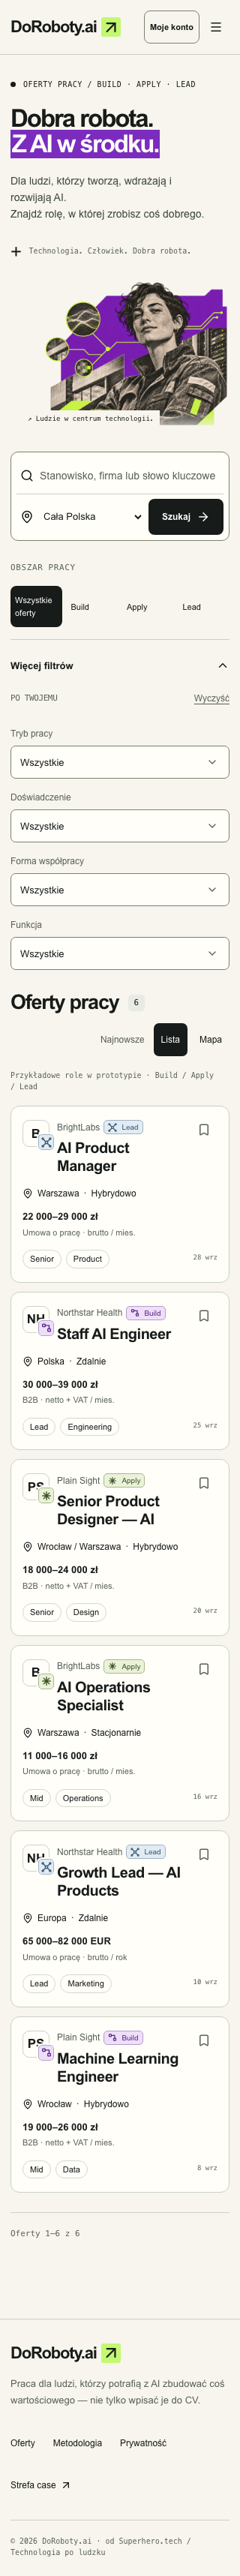 DoRoboty.ai
Moje konto
OFERTY PRACY / BUILD · APPLY · LEAD
Dobra robota.
Z AI w środku.
Dla ludzi, którzy tworzą, wdrażają i
rozwijają AI.
Znajdź rolę, w której zrobisz coś dobrego.
Technologia. Człowiek. Dobra robota.
↗ Ludzie w centrum technologii.
Stanowisko, firma lub słowo kluczowe
Cała Polska
Szukaj →
OBSZAR PRACY
Wszystkie
oferty
Build
Apply
Lead
Więcej filtrów
PO TWOJEMU
Wyczyść
Tryb pracy
Wszystkie
Doświadczenie
Wszystkie
Forma współpracy
Wszystkie
Funkcja
Wszystkie
Oferty pracy 6
Najnowsze
Lista
Mapa
Przykładowe role w prototypie · Build / Apply
/ Lead
B
BrightLabs Lead
AI Product
Manager
Warszawa · Hybrydowo
22 000–29 000 zł
Umowa o pracę · brutto / mies.
Senior Product 28 wrz
NH
Northstar Health Build
Staff AI Engineer
Polska · Zdalnie
30 000–39 000 zł
B2B · netto + VAT / mies.
Lead Engineering 25 wrz
PS
Plain Sight Apply
Senior Product
Designer — AI
Wrocław / Warszawa · Hybrydowo
18 000–24 000 zł
B2B · netto + VAT / mies.
Senior Design 20 wrz
B
BrightLabs Apply
AI Operations
Specialist
Warszawa · Stacjonarnie
11 000–16 000 zł
Umowa o pracę · brutto / mies.
Mid Operations 16 wrz
NH
Northstar Health Lead
Growth Lead — AI
Products
Europa · Zdalnie
65 000–82 000 EUR
Umowa o pracę · brutto / rok
Lead Marketing 10 wrz
PS
Plain Sight Build
Machine Learning
Engineer
Wrocław · Hybrydowo
19 000–26 000 zł
B2B · netto + VAT / mies.
Mid Data 8 wrz
Oferty 1–6 z 6
DoRoboty.ai
Praca dla ludzi, którzy potrafią z AI zbudować coś
wartościowego — nie tylko wpisać je do CV.
Oferty Metodologia Prywatność
Strefa case ↗
© 2026 DoRoboty.ai · od Superhero.tech /
Technologia po ludzku